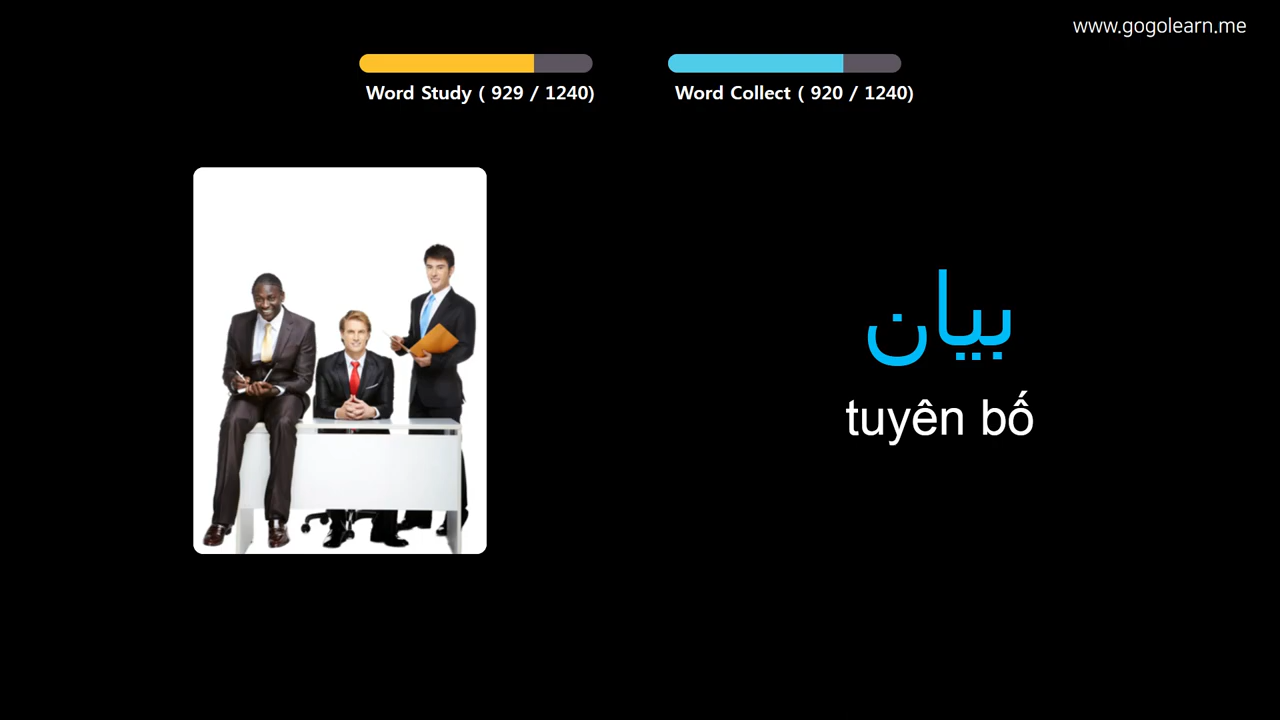 www.gogolearn.me
Word Study ( 929 / 1240)
Word Collect ( 920 / 1240)
بيان
tuyên bố